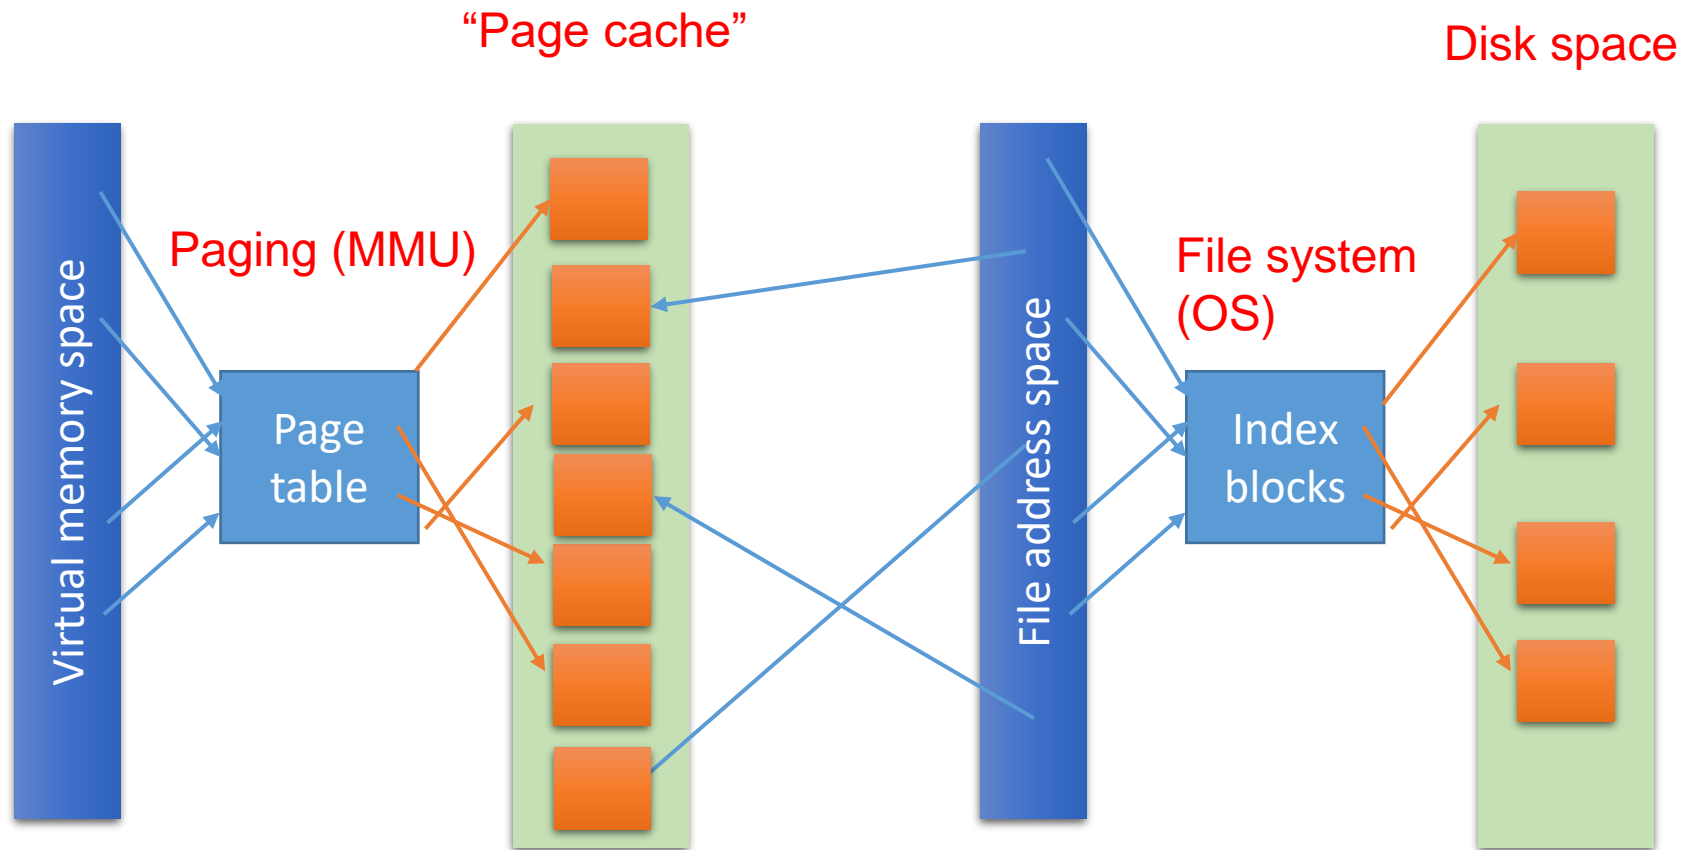 “Page cache”
Disk space
Paging (MMU)
File system
(OS)
Virtual memory space
Page
table
File address space
Index
blocks